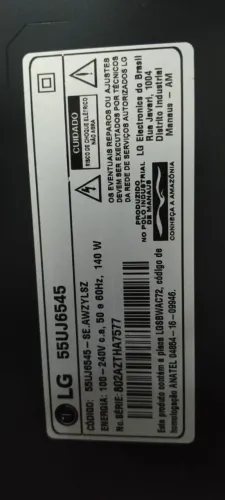 LG 55UJ6545
CÓDIGO: 55UJ6545-SE.AWZYLSZ
ENERGIA: 100-240V c.a, 50 e 60Hz, 140 W
No.SÉRIE: 802AZTHA7577
Este produto contém a placa LGSBWAC72, código de
homologação ANATEL 04864-18-09946.
CUIDADO
RISCO DE CHOQUE ELÉTRICO
NÃO ABRA
OS EVENTUAIS REPAROS OU AJUSTES
DEVEM SER EXECUTADOS POR TÉCNICOS
DA REDE DE SERVIÇOS AUTORIZADOS LG
PRODUZIDO
NO POLO INDUSTRIAL
DE MANAUS
CONHEÇA A AMAZÔNIA
LG Electronics do Brasil
Rua Javari, 1004
Distrito Industrial
Manaus - AM